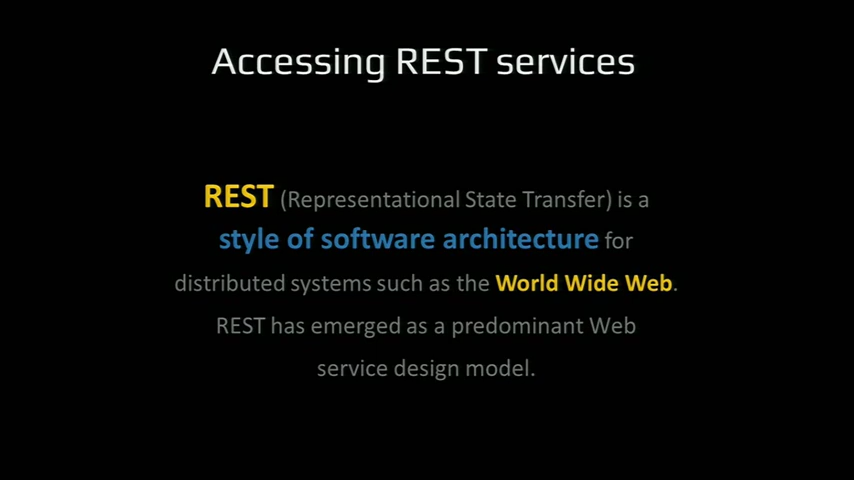 Accessing REST services
REST (Representational State Transfer) is a
style of software architecture for
distributed systems such as the World Wide Web.
REST has emerged as a predominant Web
service design model.